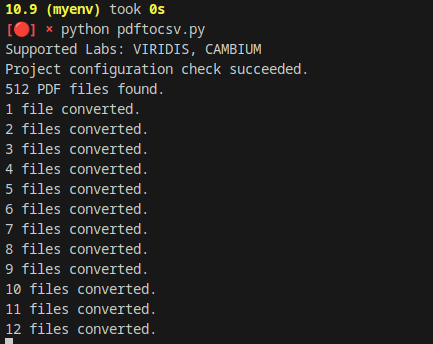 10.9 (myenv) took 0s
[🔴] × python pdftocsv.py
Supported Labs: VIRIDIS, CAMBIUM
Project configuration check succeeded.
512 PDF files found.
1 file converted.
2 files converted.
3 files converted.
4 files converted.
5 files converted.
6 files converted.
7 files converted.
8 files converted.
9 files converted.
10 files converted.
11 files converted.
12 files converted.